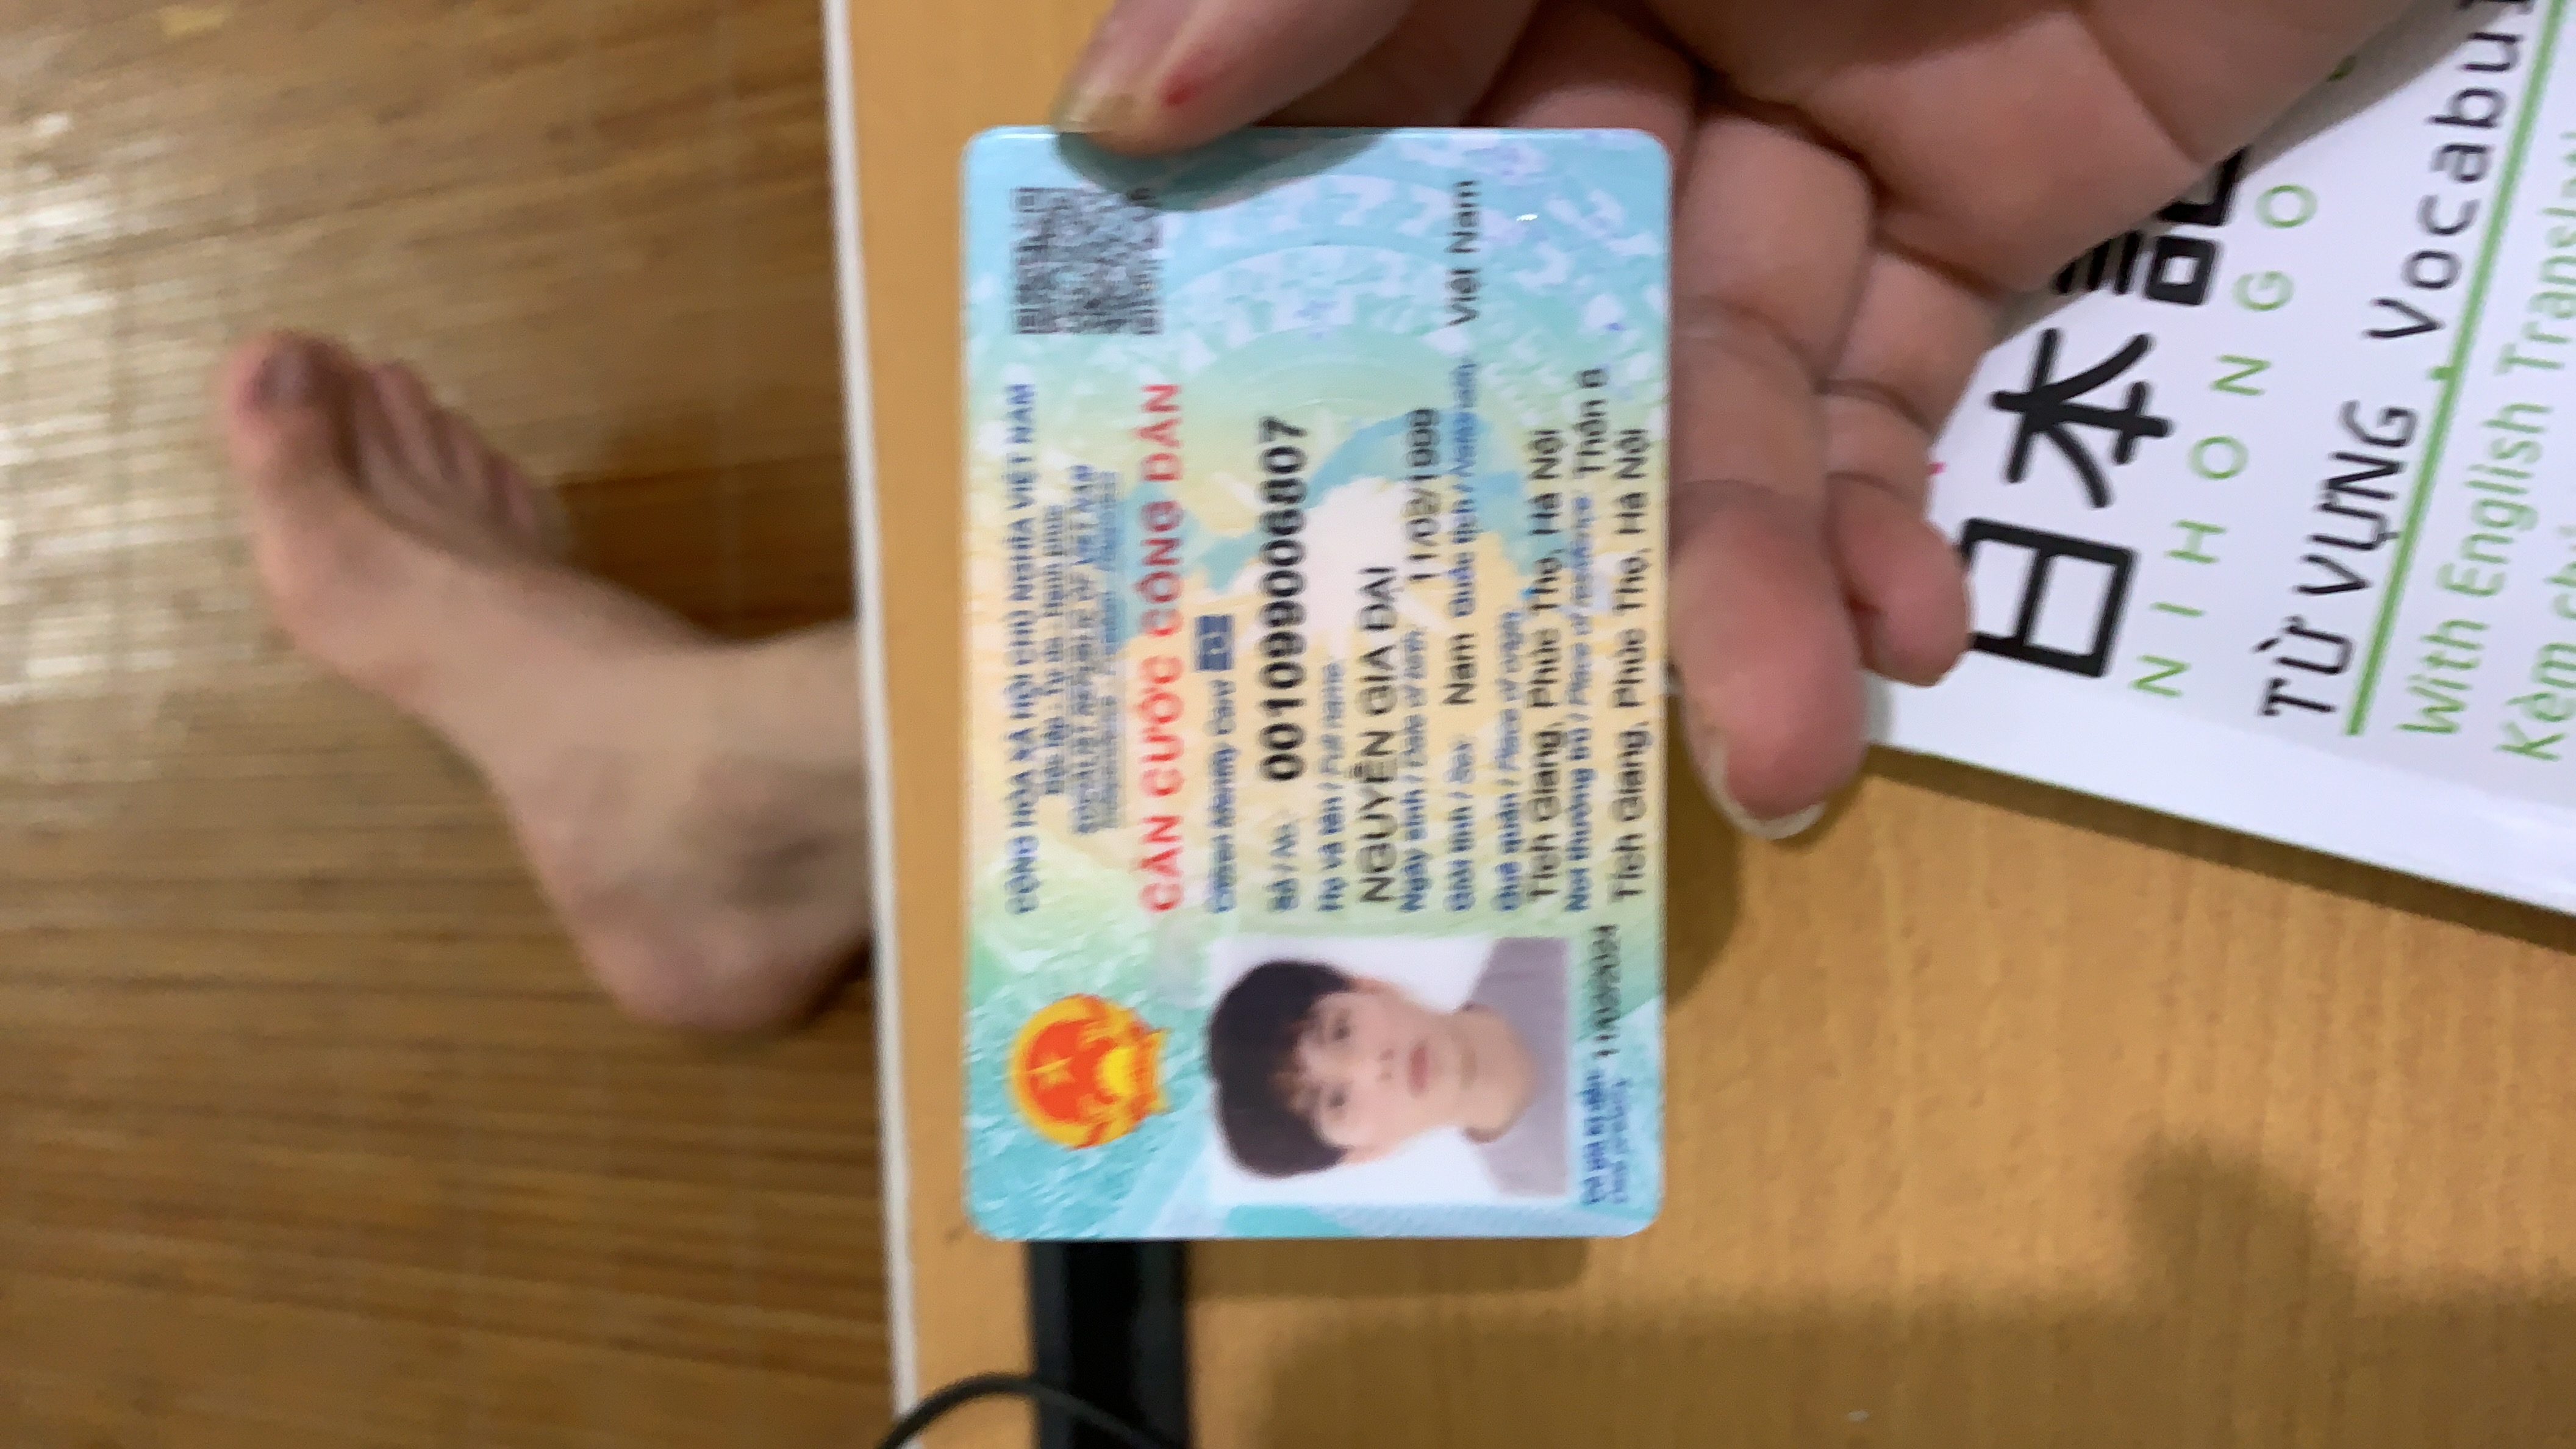 CỘNG HÒA XÃ HỘI CHỦ NGHĨA VIỆT NAM
Độc lập - Tự do - Hạnh phúc
SOCIALIST REPUBLIC OF VIET NAM
Independence - Freedom - Happiness
CĂN CƯỚC CÔNG DÂN
Citizen Identity Card
Số / No.: 001099006807
Họ và tên / Full name:
NGUYỄN GIA ĐẠI
Ngày sinh / Date of birth: 11/02/1999
Giới tính / Sex: Nam Quốc tịch / Nationality: Việt Nam
Quê quán / Place of origin:
Tích Giang, Phúc Thọ, Hà Nội
Nơi thường trú / Place of residence: Thôn 6
Tích Giang, Phúc Thọ, Hà Nội
Có giá trị đến: 11/02/2024
Date of expiry:
日本
NIHONGO
TỪ VỰNG . Vocabu
With English Translati
Kèm